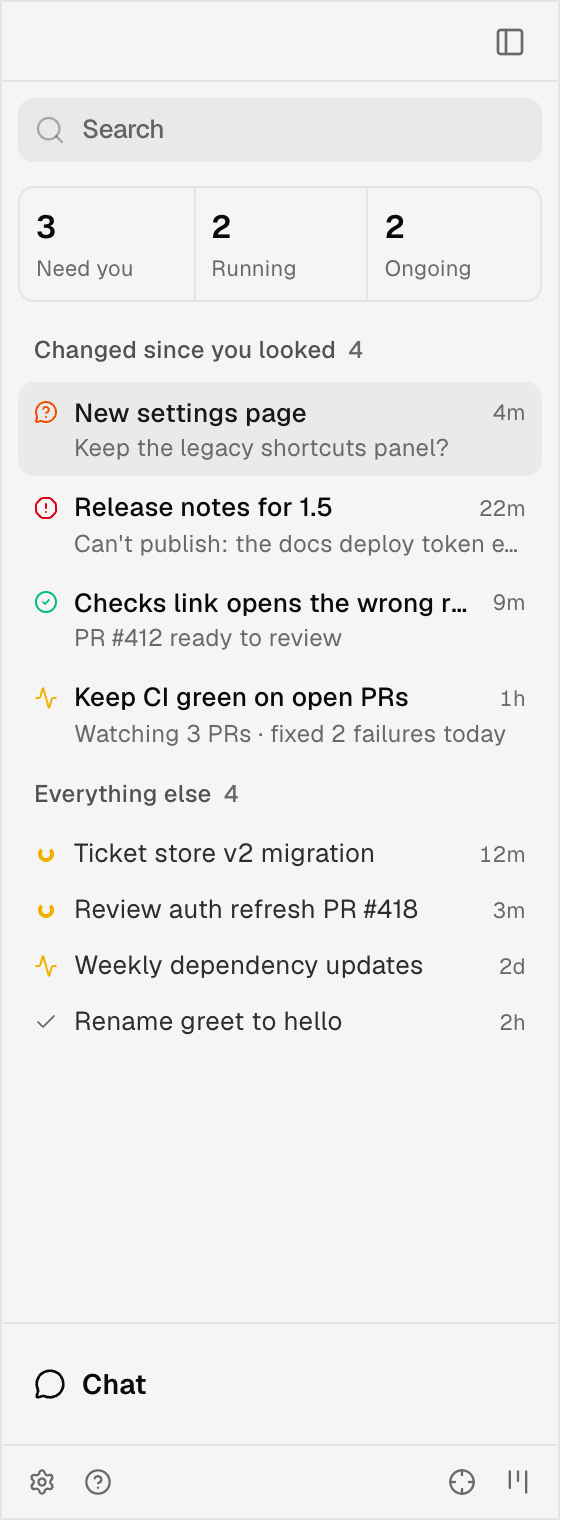 Search
3
2
2
Need you
Running
Ongoing
Changed since you looked 4
New settings page 4m
Keep the legacy shortcuts panel?
Release notes for 1.5 22m
Can't publish: the docs deploy token e...
Checks link opens the wrong r... 9m
PR #412 ready to review
Keep CI green on open PRs 1h
Watching 3 PRs · fixed 2 failures today
Everything else 4
Ticket store v2 migration 12m
Review auth refresh PR #418 3m
Weekly dependency updates 2d
Rename greet to hello 2h
Chat